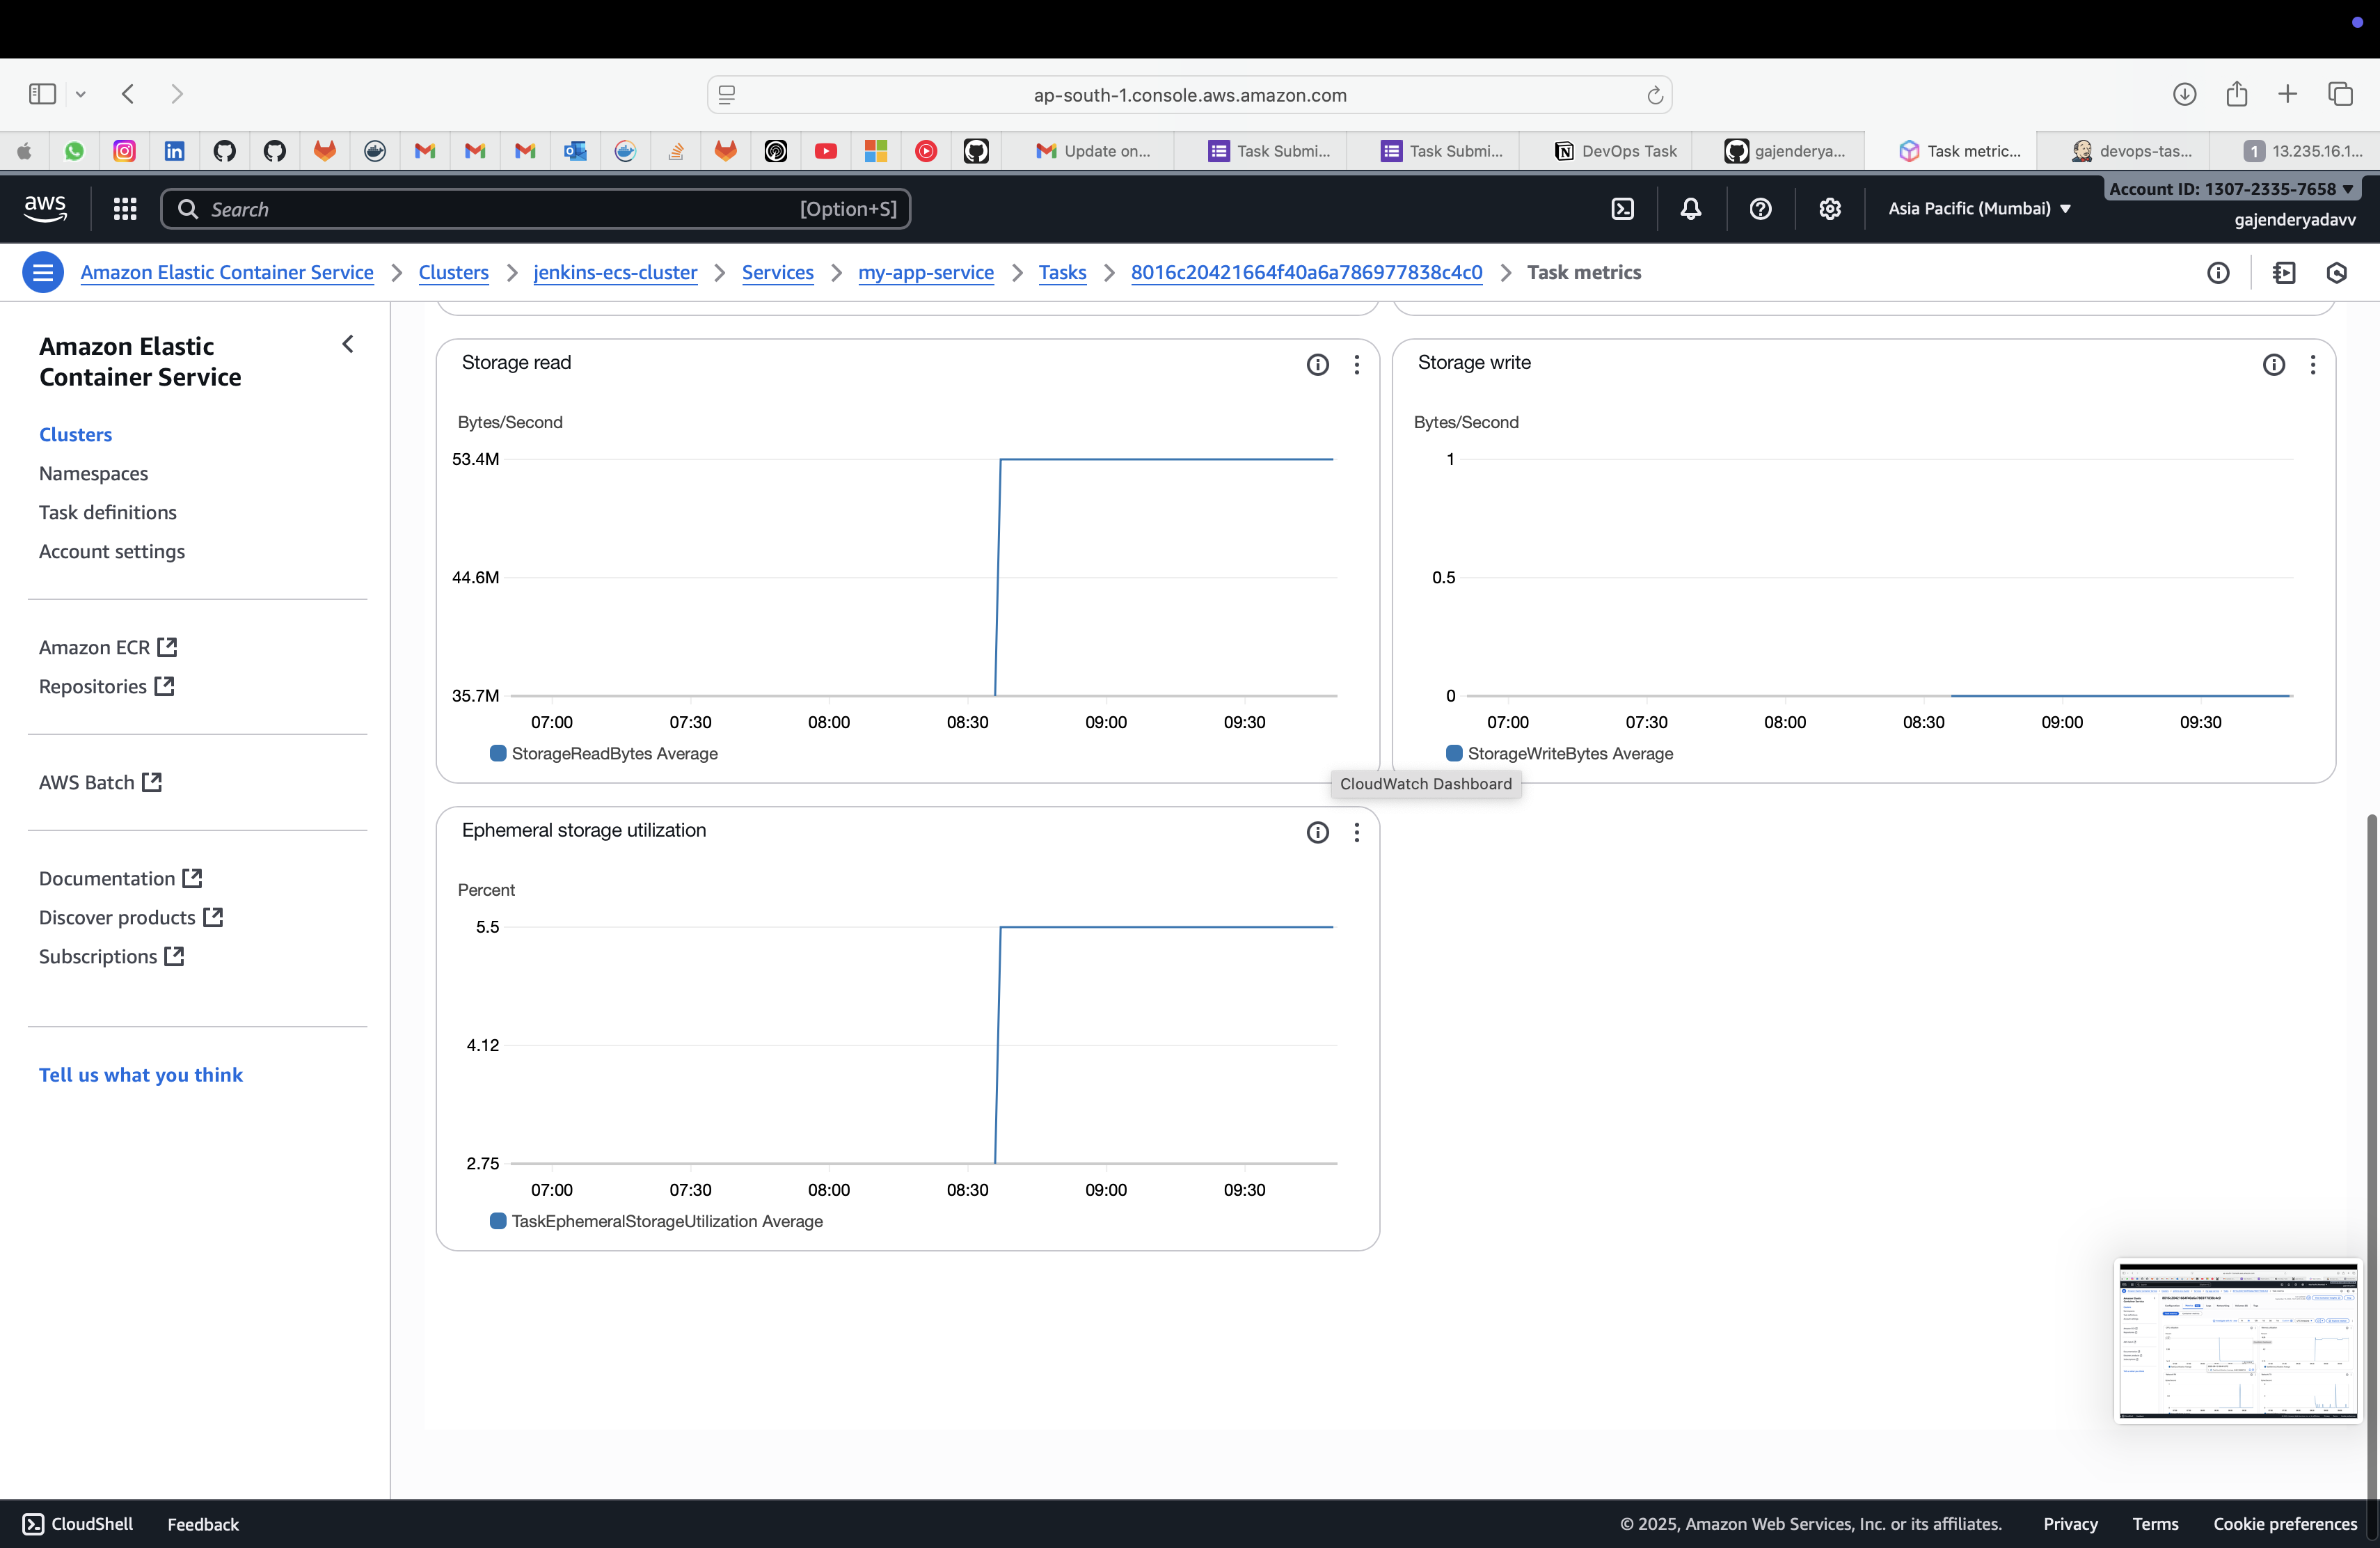 ap-south-1.console.aws.amazon.com
Update on...
Task Submi...
Task Submi...
DevOps Task
gajenderya...
Task metric...
devops-tas...
1 13.235.16.1...
aws
Search [Option+S]
Asia Pacific (Mumbai)
Account ID: 1307-2335-7658
gajenderyadavv
Amazon Elastic Container Service > Clusters > jenkins-ecs-cluster > Services > my-app-service > Tasks > 8016c20421664f40a6a786977838c4c0 > Task metrics
Amazon Elastic
Container Service
Clusters
Namespaces
Task definitions
Account settings
Amazon ECR
Repositories
AWS Batch
Documentation
Discover products
Subscriptions
Tell us what you think
Storage read
Bytes/Second
53.4M
44.6M
35.7M
07:00 07:30 08:00 08:30 09:00 09:30
StorageReadBytes Average
Storage write
Bytes/Second
1
0.5
0
07:00 07:30 08:00 08:30 09:00 09:30
StorageWriteBytes Average
CloudWatch Dashboard
Ephemeral storage utilization
Percent
5.5
4.12
2.75
07:00 07:30 08:00 08:30 09:00 09:30
TaskEphemeralStorageUtilization Average
CloudShell Feedback © 2025, Amazon Web Services, Inc. or its affiliates. Privacy Terms Cookie preferences